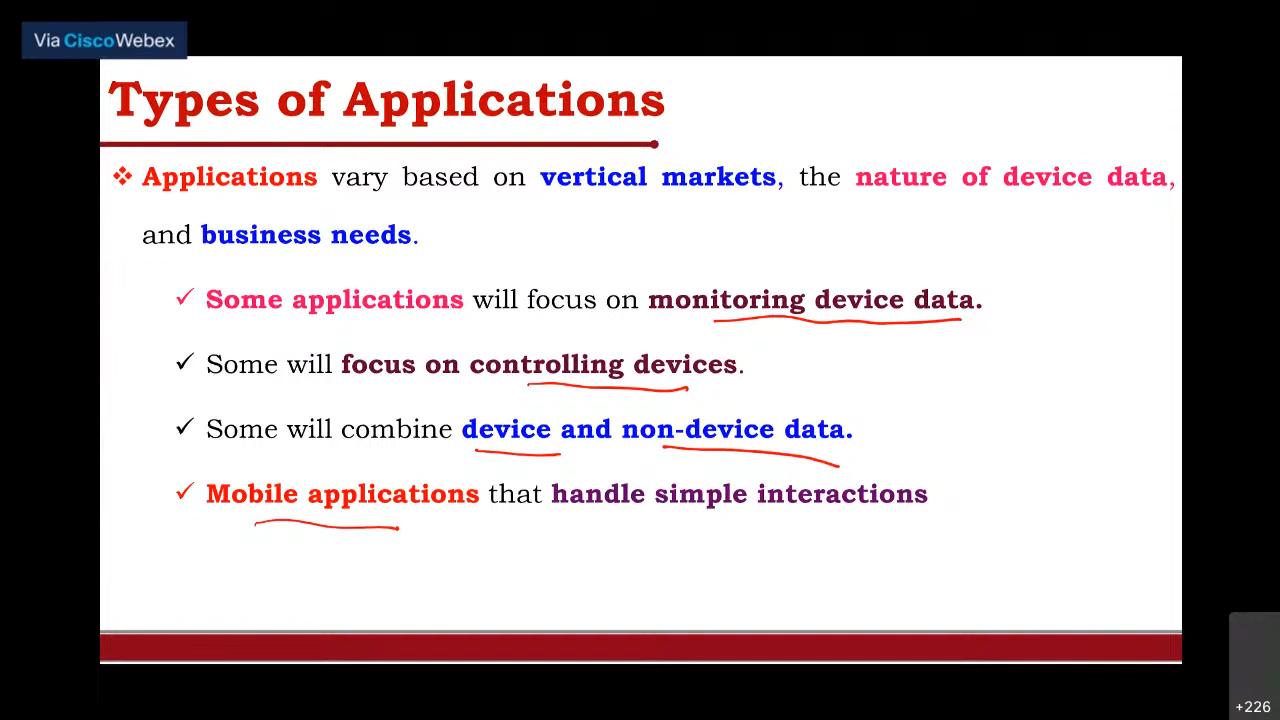 Via CiscoWebex
Types of Applications
❖ Applications vary based on vertical markets, the nature of device data,
and business needs.
✓ Some applications will focus on monitoring device data.
✓ Some will focus on controlling devices.
✓ Some will combine device and non-device data.
✓ Mobile applications that handle simple interactions
+226